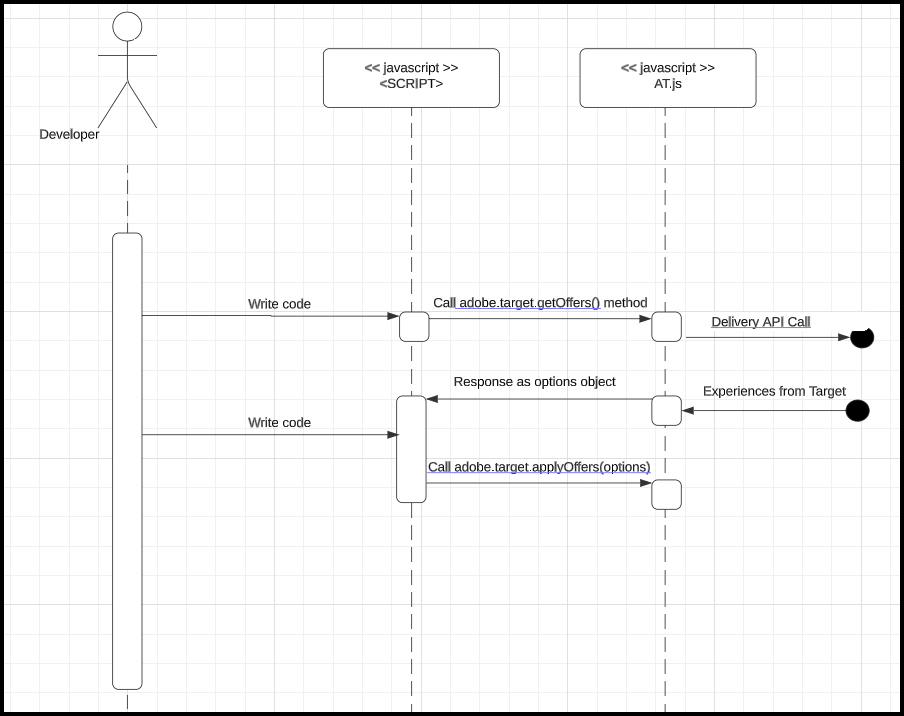 << javascript >>
<SCRIPT>
<< javascript >>
AT.js
Developer
Write code
Call adobe.target.getOffers() method
Delivery API Call
Response as options object
Experiences from Target
Write code
Call adobe.target.applyOffers(options)